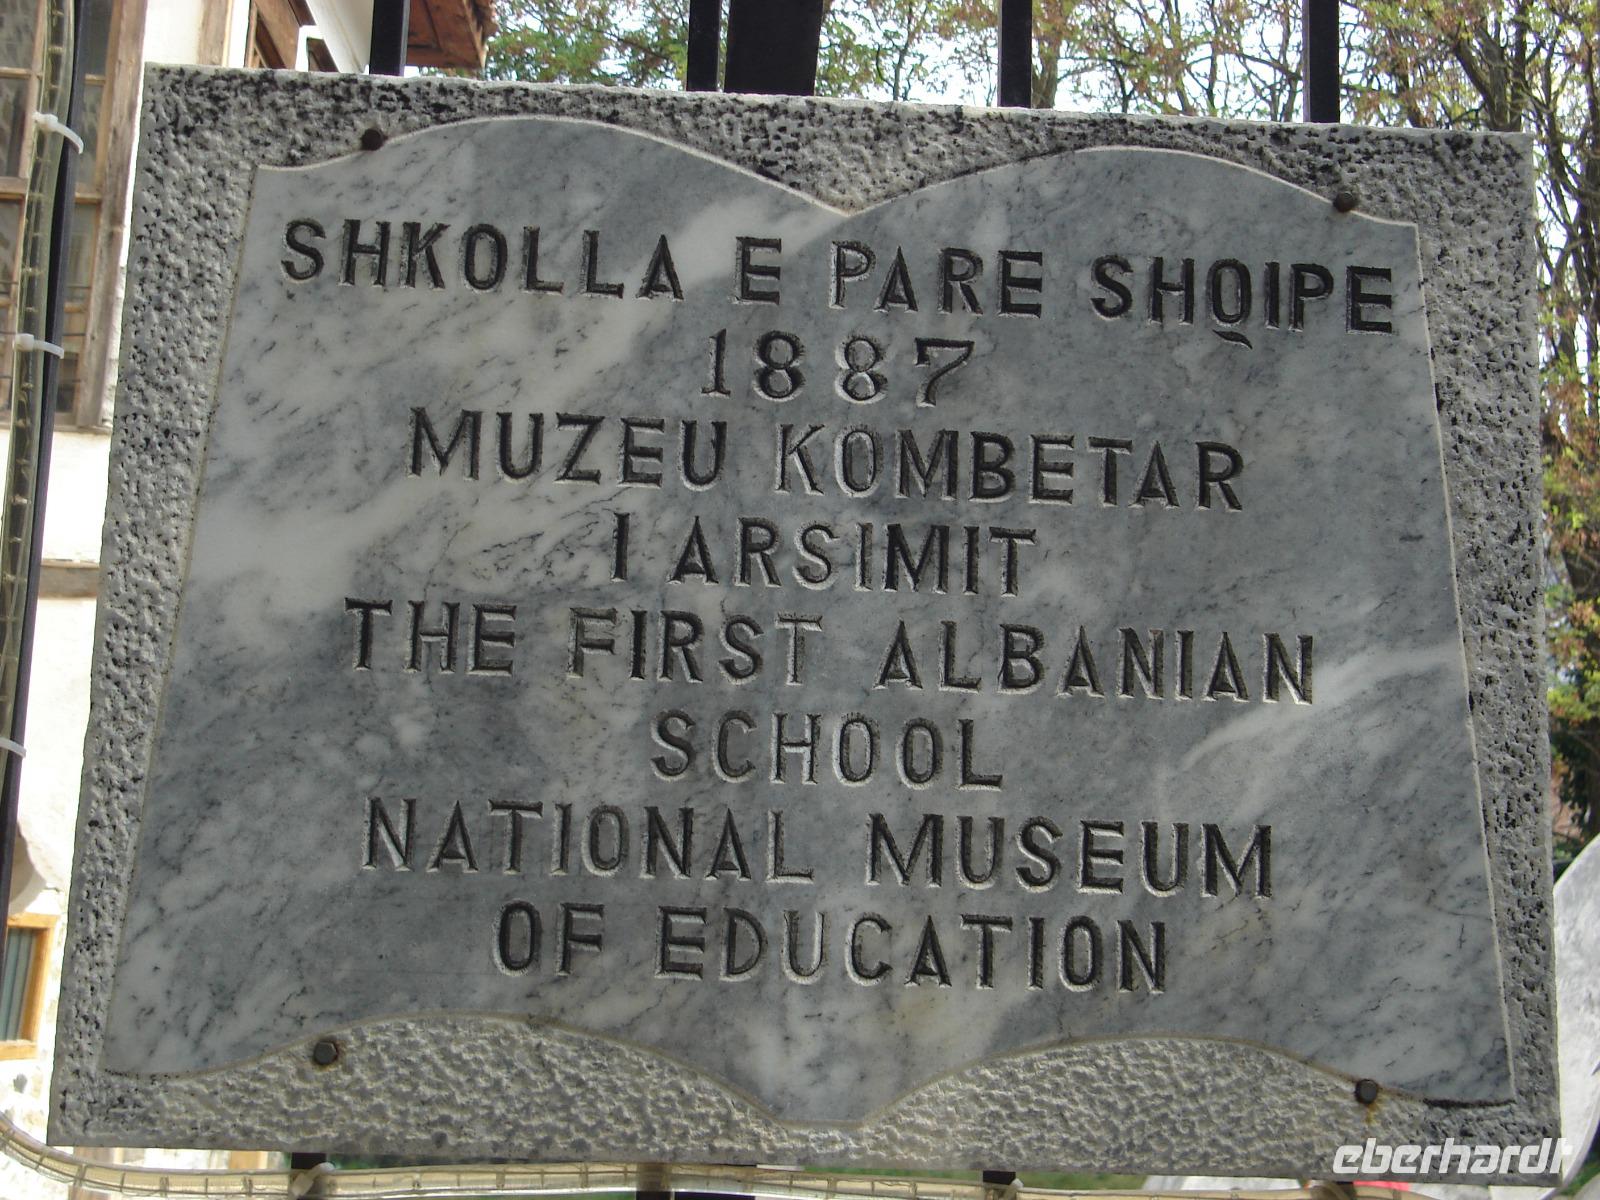 SHKOLLA E PARE SHQIPE
1887
MUZEU KOMBETAR
I ARSIMIT
THE FIRST ALBANIAN
SCHOOL
NATIONAL MUSEUM
OF EDUCATION
eberhardt